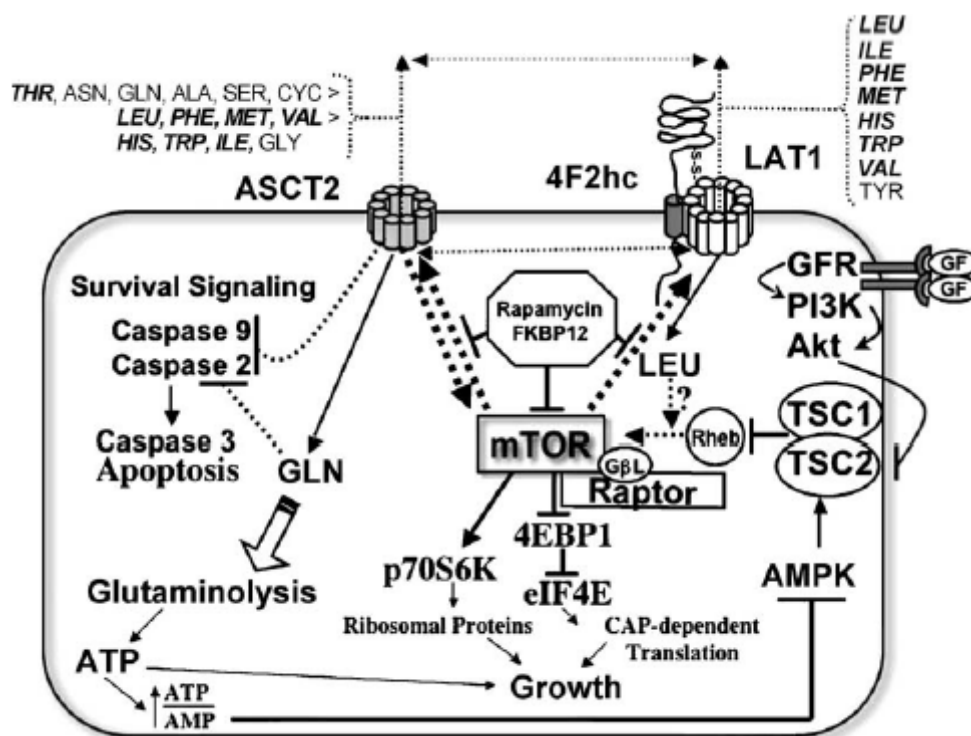 THR, ASN, GLN, ALA, SER, CYC >
LEU, PHE, MET, VAL >
HIS, TRP, ILE, GLY
LEU
ILE
PHE
MET
HIS
TRP
VAL
TYR
ASCT2
4F2hc
-S-S-
LAT1
Survival Signaling
Caspase 9
Caspase 2
Caspase 3
Apoptosis
GLN
Glutaminolysis
ATP
ATP
AMP
Rapamycin
FKBP12
LEU
?
mTOR
GβL
Raptor
Rheb
4EBP1
p70S6K
eIF4E
Ribosomal Proteins
CAP-dependent
Translation
Growth
GFR
GF
GF
PI3K
Akt
TSC1
TSC2
AMPK